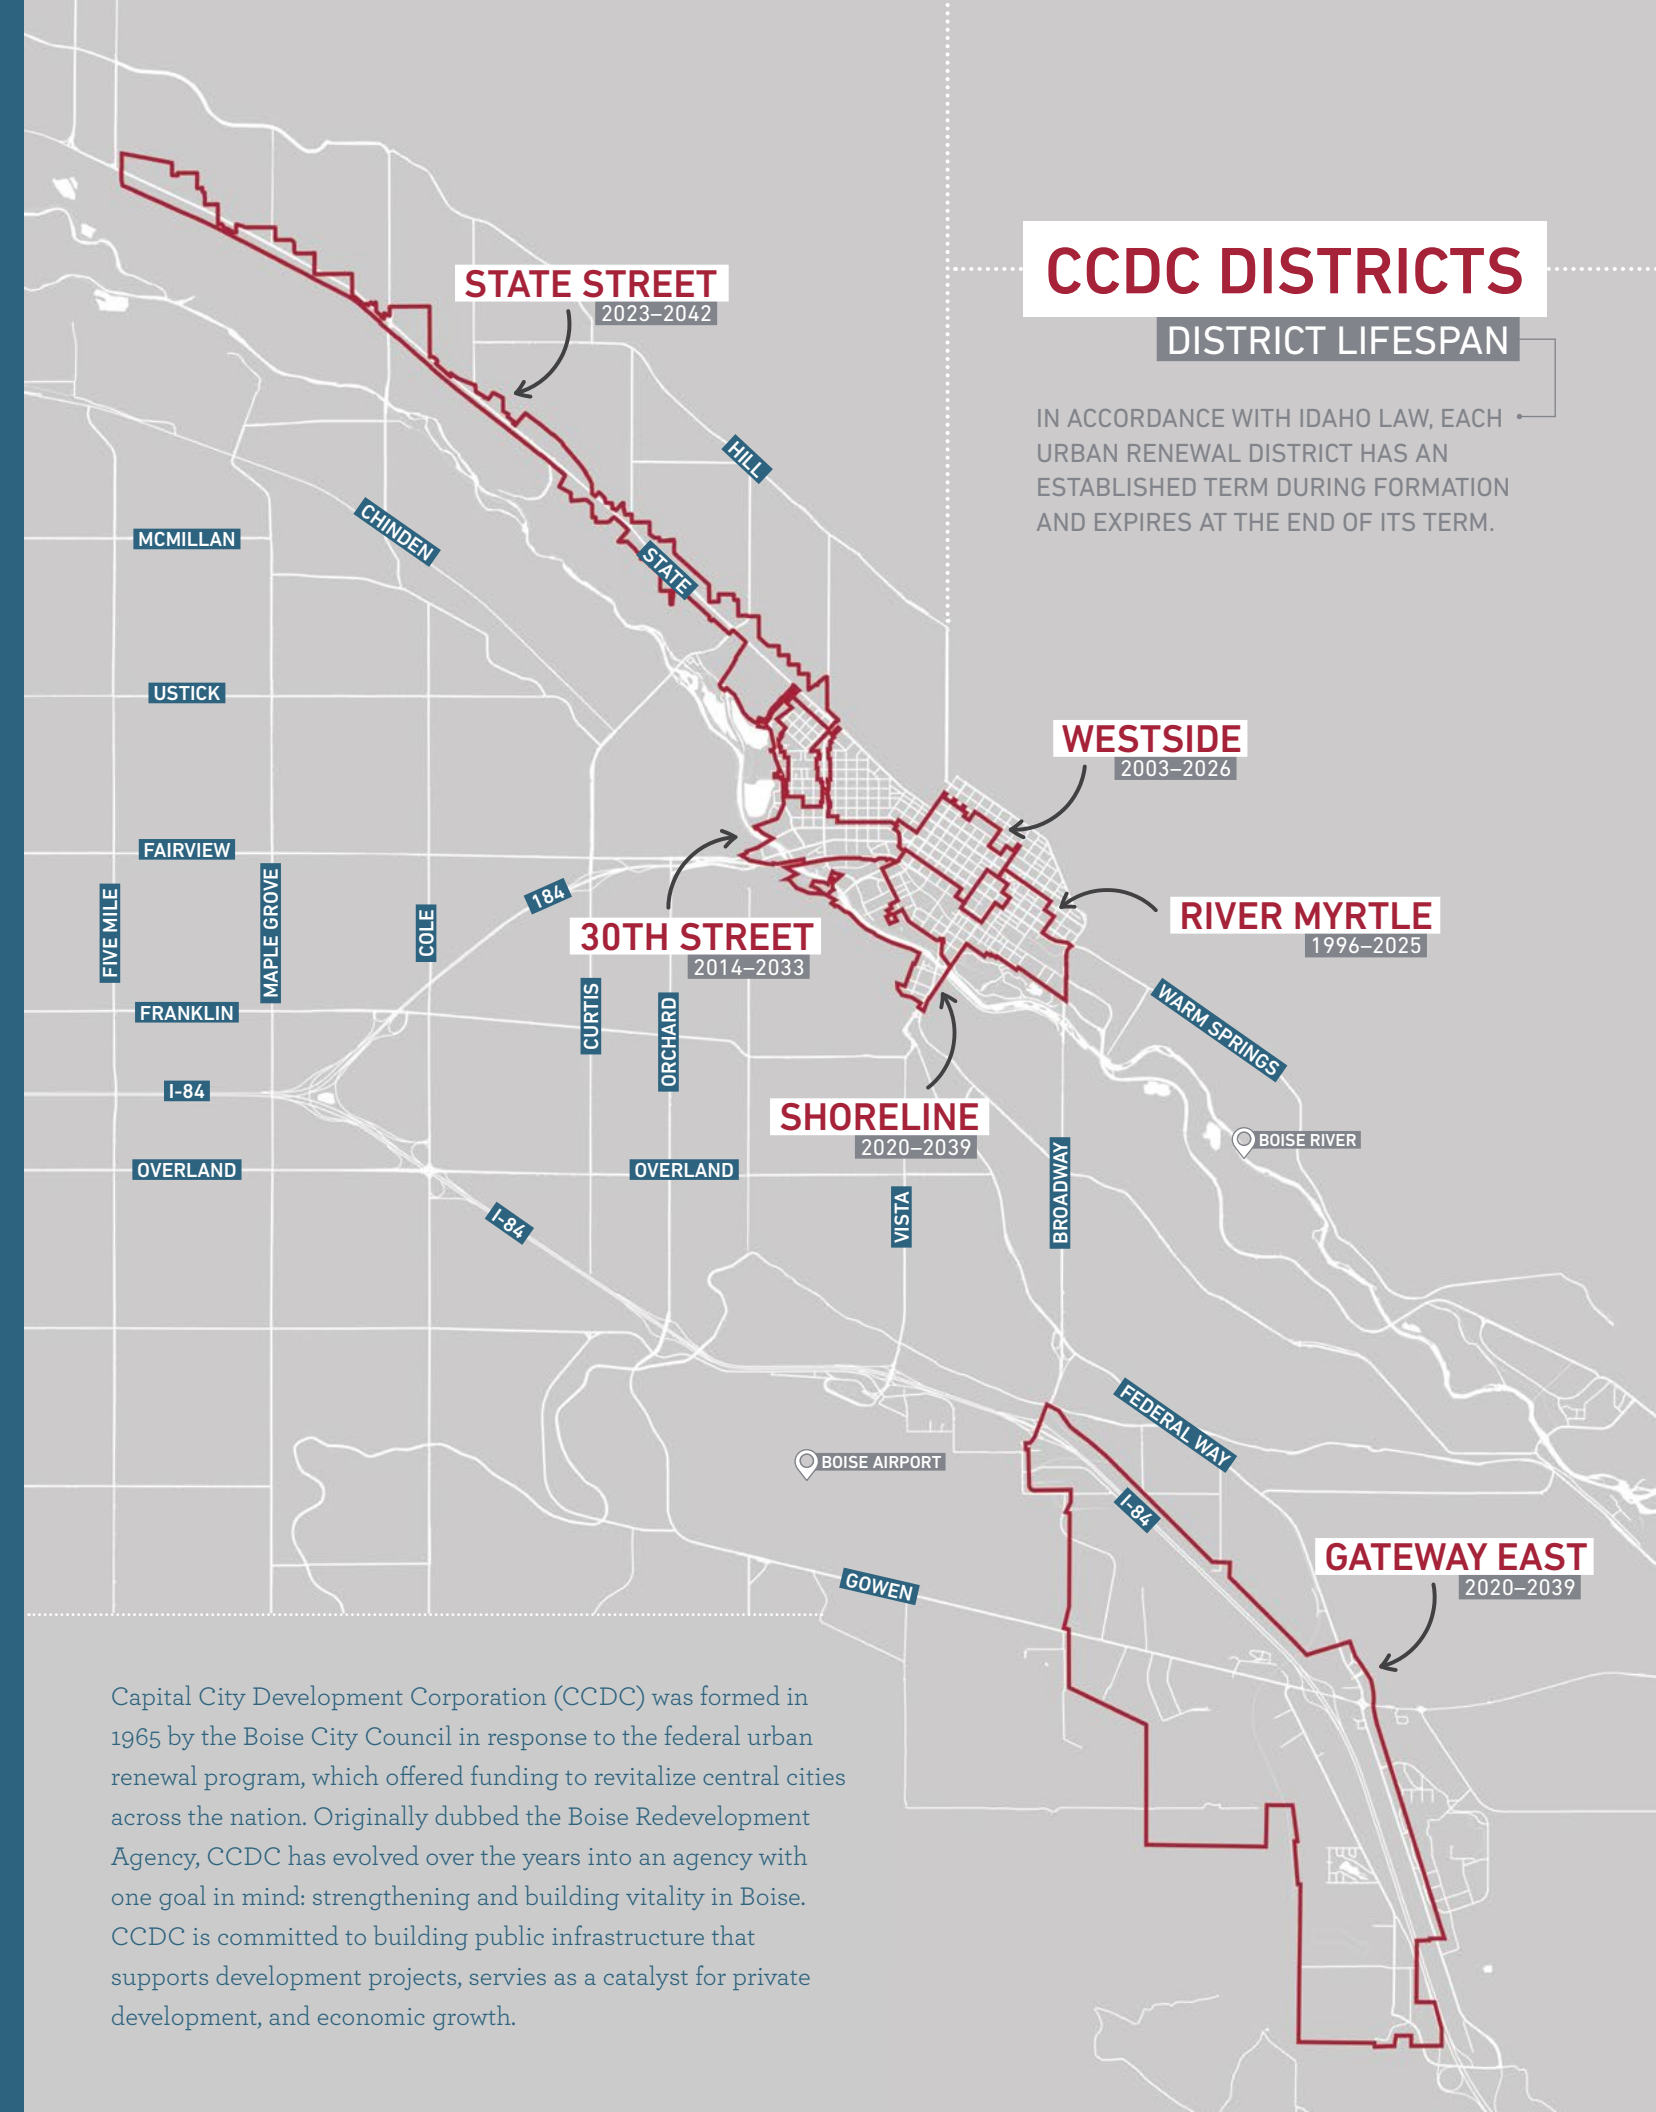 CCDC DISTRICTS
DISTRICT LIFESPAN
IN ACCORDANCE WITH IDAHO LAW, EACH
URBAN RENEWAL DISTRICT HAS AN
ESTABLISHED TERM DURING FORMATION
AND EXPIRES AT THE END OF ITS TERM.
STATE STREET
2023–2042
HILL
CHINDEN
MCMILLAN
STATE
USTICK
WESTSIDE
2003–2026
FAIRVIEW
FIVE MILE
MAPLE GROVE
COLE
184
30TH STREET
2014–2033
RIVER MYRTLE
1996–2025
FRANKLIN
CURTIS
ORCHARD
WARM SPRINGS
I-84
SHORELINE
2020–2039
BOISE RIVER
OVERLAND
OVERLAND
VISTA
BROADWAY
I-84
FEDERAL WAY
BOISE AIRPORT
I-84
GOWEN
GATEWAY EAST
2020–2039
Capital City Development Corporation (CCDC) was formed in
1965 by the Boise City Council in response to the federal urban
renewal program, which offered funding to revitalize central cities
across the nation. Originally dubbed the Boise Redevelopment
Agency, CCDC has evolved over the years into an agency with
one goal in mind: strengthening and building vitality in Boise.
CCDC is committed to building public infrastructure that
supports development projects, servies as a catalyst for private
development, and economic growth.